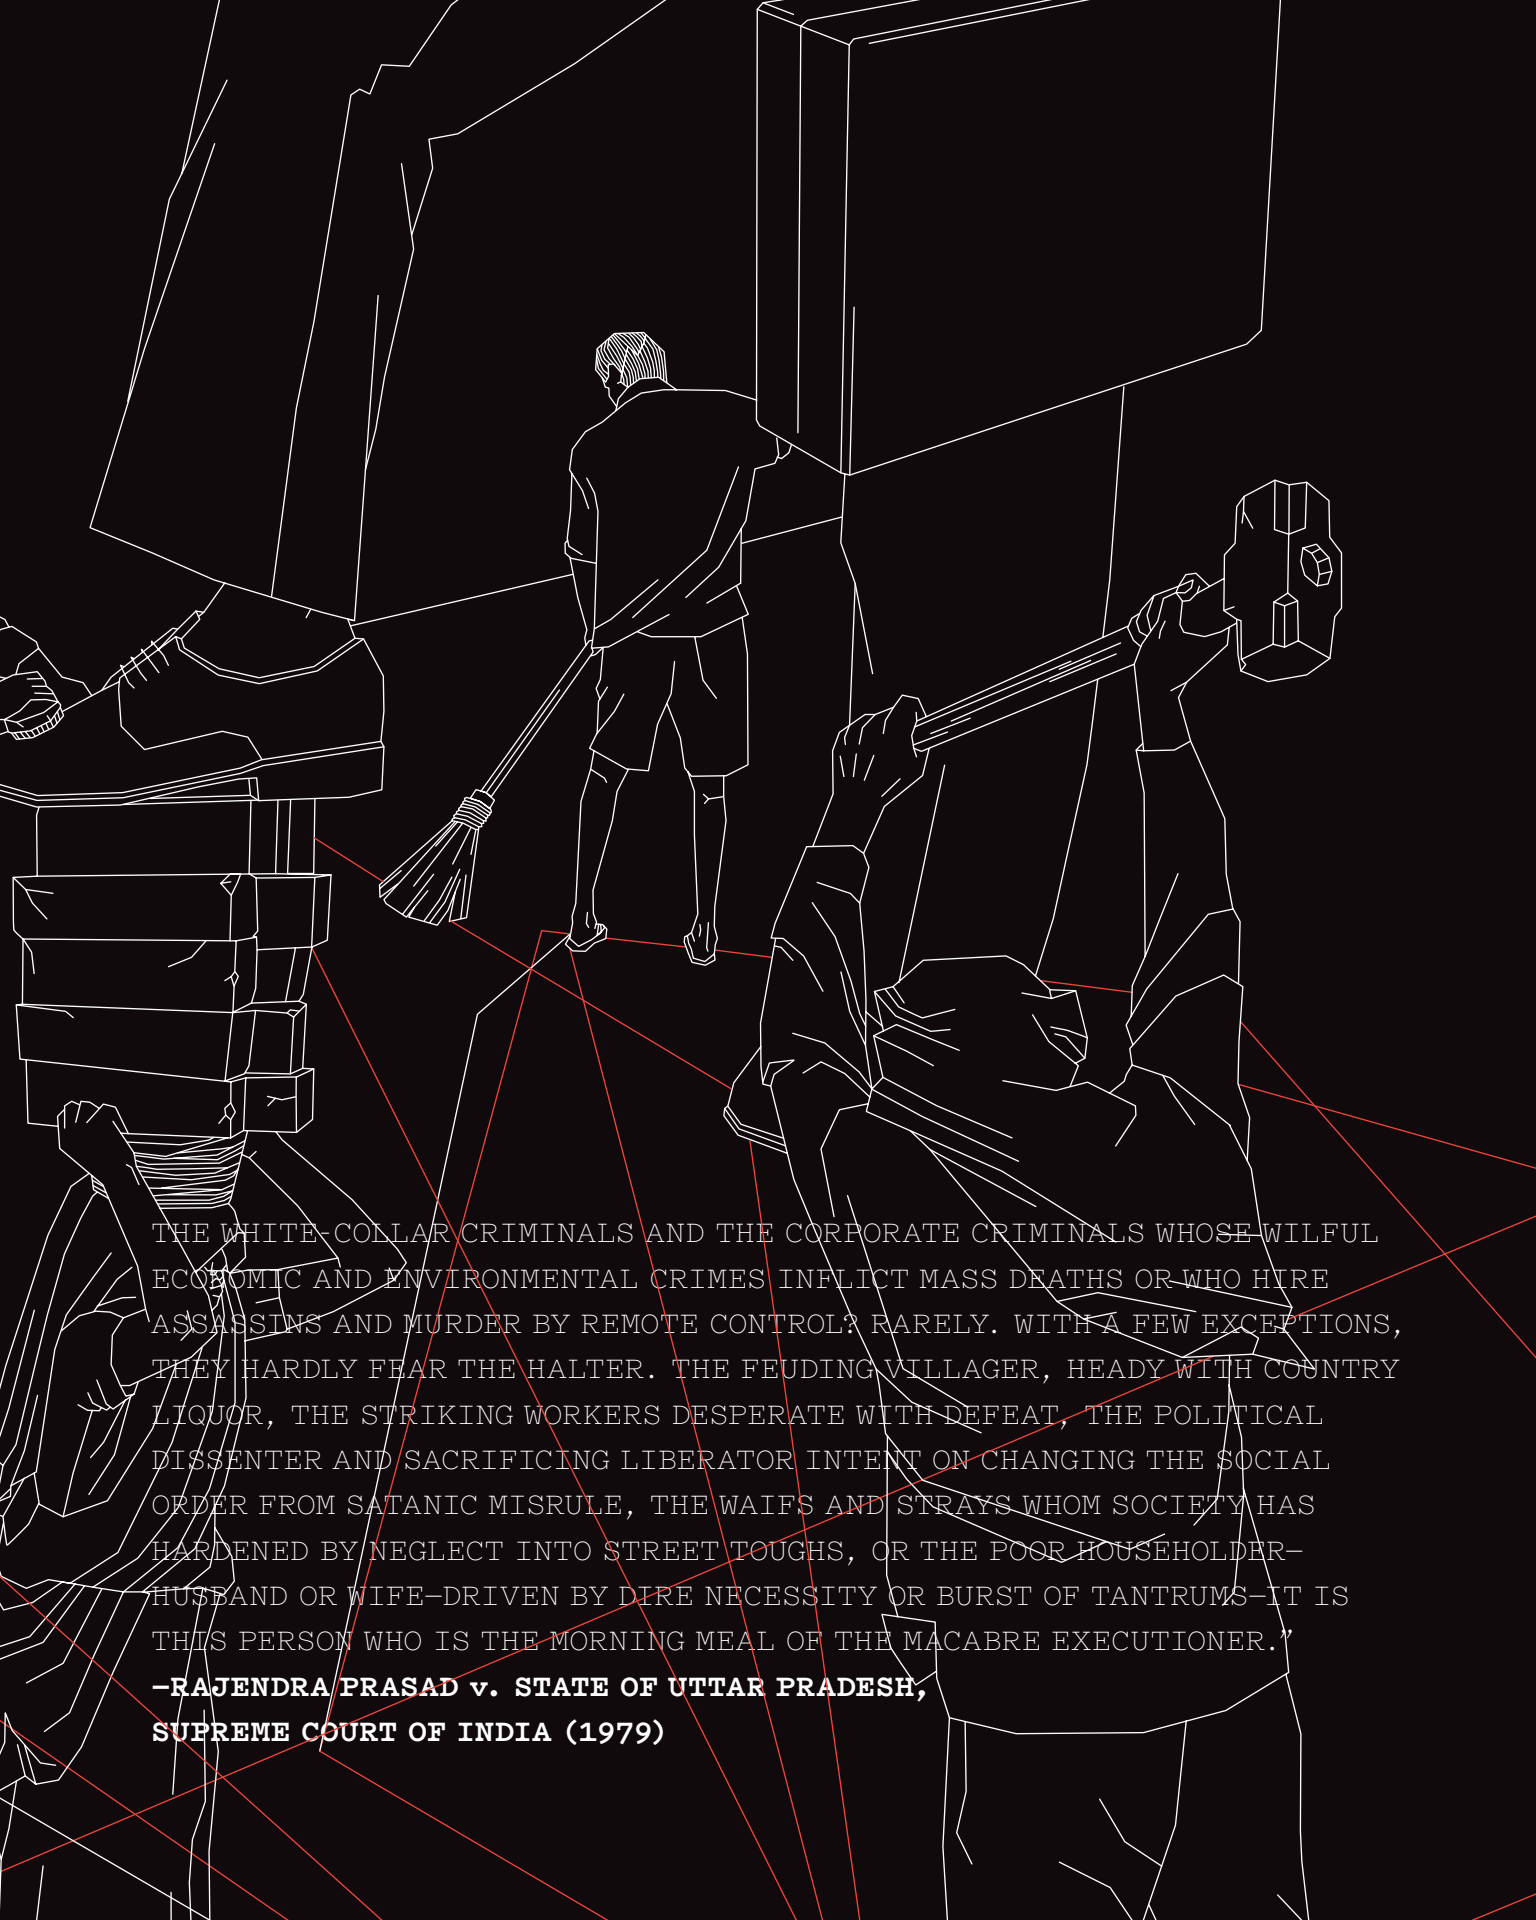 THE WHITE-COLLAR CRIMINALS AND THE CORPORATE CRIMINALS WHOSE WILFUL
ECONOMIC AND ENVIRONMENTAL CRIMES INFLICT MASS DEATHS OR WHO HIRE
ASSASSINS AND MURDER BY REMOTE CONTROL? RARELY. WITH A FEW EXCEPTIONS,
THEY HARDLY FEAR THE HALTER. THE FEUDING VILLAGER, HEADY WITH COUNTRY
LIQUOR, THE STRIKING WORKERS DESPERATE WITH DEFEAT, THE POLITICAL
DISSENTER AND SACRIFICING LIBERATOR INTENT ON CHANGING THE SOCIAL
ORDER FROM SATANIC MISRULE, THE WAIFS AND STRAYS WHOM SOCIETY HAS
HARDENED BY NEGLECT INTO STREET TOUGHS, OR THE POOR HOUSEHOLDER—
HUSBAND OR WIFE—DRIVEN BY DIRE NECESSITY OR BURST OF TANTRUMS—IT IS
THIS PERSON WHO IS THE MORNING MEAL OF THE MACABRE EXECUTIONER.”
—RAJENDRA PRASAD v. STATE OF UTTAR PRADESH,
SUPREME COURT OF INDIA (1979)